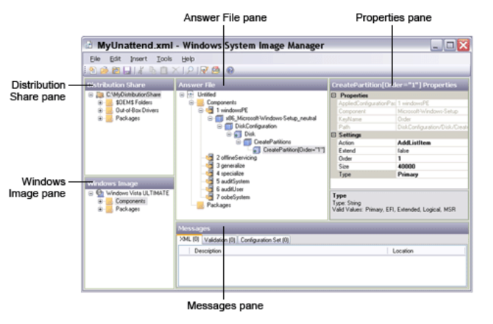 Answer File pane
Properties pane
MyUnattend.xml - Windows System Image Manager
File Edit Insert Tools Help
Distribution Share pane
Distribution Share
C:\MyDistributionShare
$OEM$ Folders
Out-of-Box Drivers
Packages
Answer File
Untitled
Components
1 windowsPE
x86_Microsoft-Windows-Setup_neutral
DiskConfiguration
Disk
CreatePartitions
CreatePartition[Order="1"]
2 offlineServicing
3 generalize
4 specialize
5 auditSystem
6 auditUser
7 oobeSystem
Packages
CreatePartition[Order="1"] Properties
Properties
AppliedConfigurationPas 1 windowsPE
Component Microsoft-Windows-Setup
KeyName Order
Path DiskConfiguration/Disk/Creat
Settings
Action AddListItem
Extend false
Order 1
Size 40000
Type Primary
Type
Type: String
Valid Values: Primary, EFI, Extended, Logical, MSR
Windows Image pane
Windows Image
Windows Vista ULTIMATE
Components
Packages
Messages
XML (0) Validation (0) Configuration Set (0)
Description Location
Messages pane